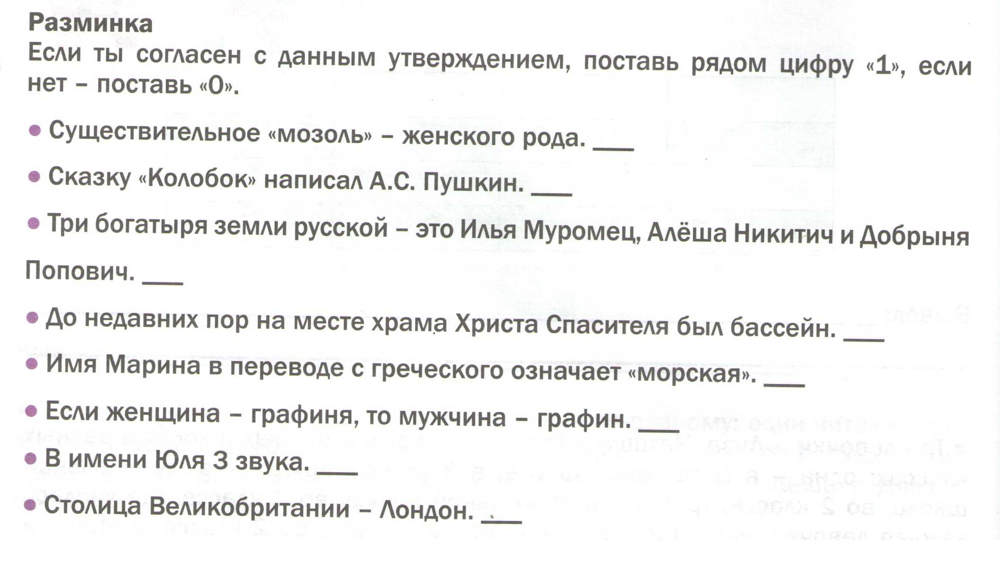 Разминка
Если ты согласен с данным утверждением, поставь рядом цифру «1», если
нет – поставь «0».
• Существительное «мозоль» – женского рода. ___
• Сказку «Колобок» написал А.С. Пушкин. ___
• Три богатыря земли русской – это Илья Муромец, Алёша Никитич и Добрыня
Попович. ___
• До недавних пор на месте храма Христа Спасителя был бассейн. ___
• Имя Марина в переводе с греческого означает «морская». ___
• Если женщина – графиня, то мужчина – графин. ___
• В имени Юля 3 звука. ___
• Столица Великобритании – Лондон. ___